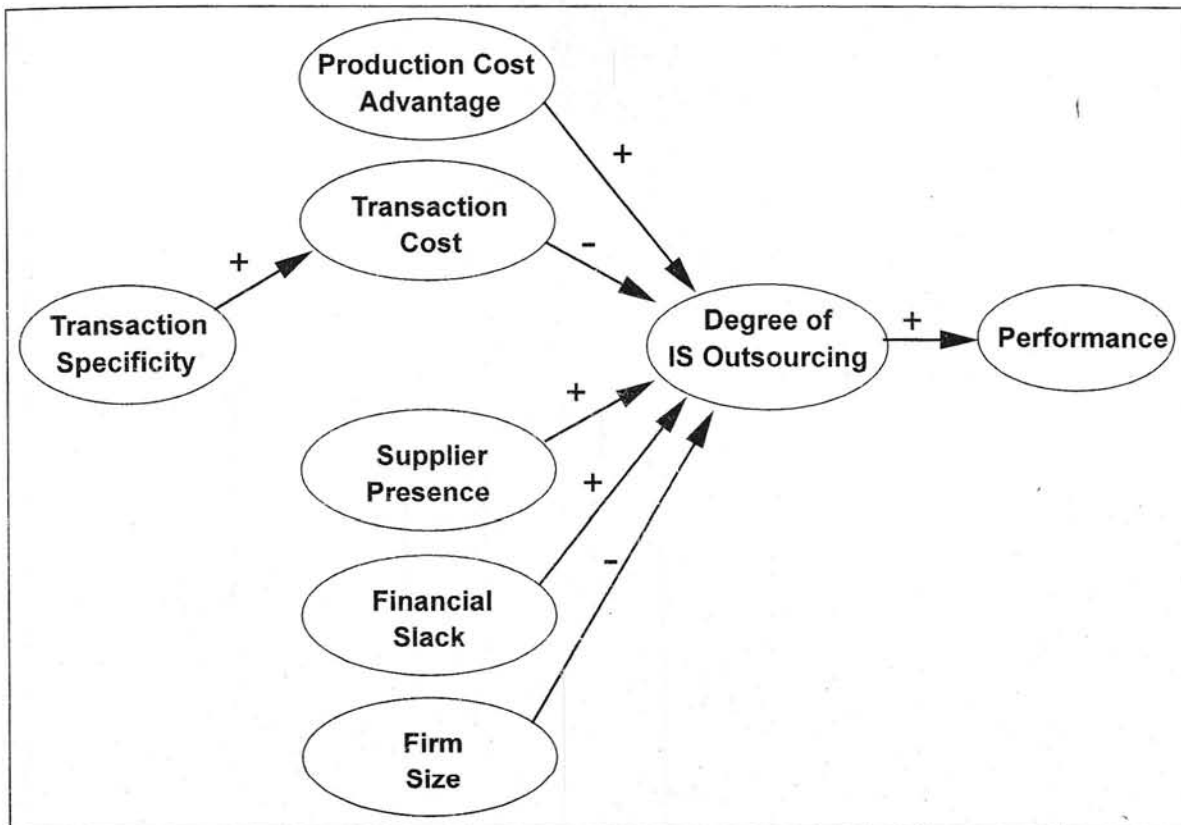 Production Cost
Advantage
+
Transaction
Cost
-
+
Transaction
Specificity
Degree of
IS Outsourcing
+
Performance
+
Supplier
Presence
+
Financial
Slack
-
Firm
Size